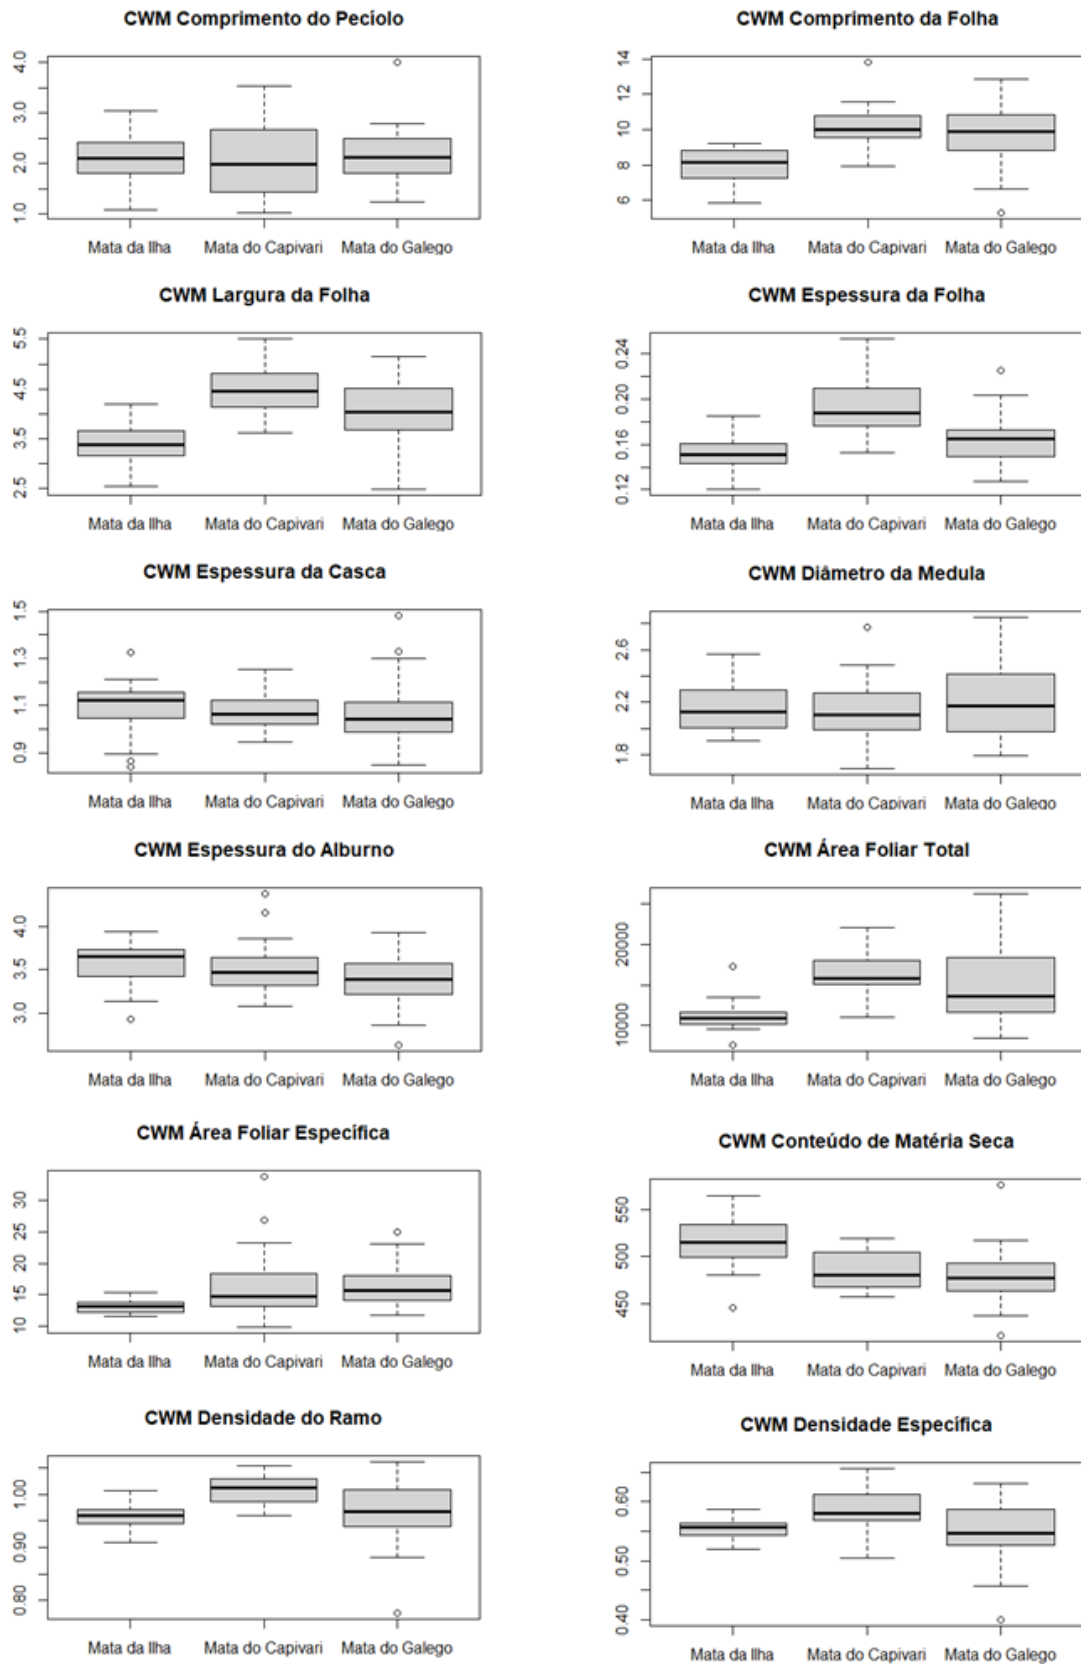 CWM Comprimento do Pecíolo
4.0
3.0
2.0
1.0
Mata da Ilha Mata do Capivari Mata do Galego
CWM Comprimento da Folha
14
12
10
8
6
Mata da Ilha Mata do Capivari Mata do Galego
CWM Largura da Folha
5.5
4.5
3.5
2.5
Mata da Ilha Mata do Capivari Mata do Galego
CWM Espessura da Folha
0.24
0.20
0.16
0.12
Mata da Ilha Mata do Capivari Mata do Galego
CWM Espessura da Casca
1.5
1.3
1.1
0.9
Mata da Ilha Mata do Capivari Mata do Galego
CWM Diâmetro da Medula
2.6
2.2
1.8
Mata da Ilha Mata do Capivari Mata do Galego
CWM Espessura do Alburno
4.0
3.5
3.0
Mata da Ilha Mata do Capivari Mata do Galego
CWM Área Foliar Total
20000
10000
Mata da Ilha Mata do Capivari Mata do Galego
CWM Área Foliar Específica
30
25
20
15
10
Mata da Ilha Mata do Capivari Mata do Galego
CWM Conteúdo de Matéria Seca
550
500
450
Mata da Ilha Mata do Capivari Mata do Galego
CWM Densidade do Ramo
1.00
0.90
0.80
Mata da Ilha Mata do Capivari Mata do Galego
CWM Densidade Específica
0.60
0.50
0.40
Mata da Ilha Mata do Capivari Mata do Galego